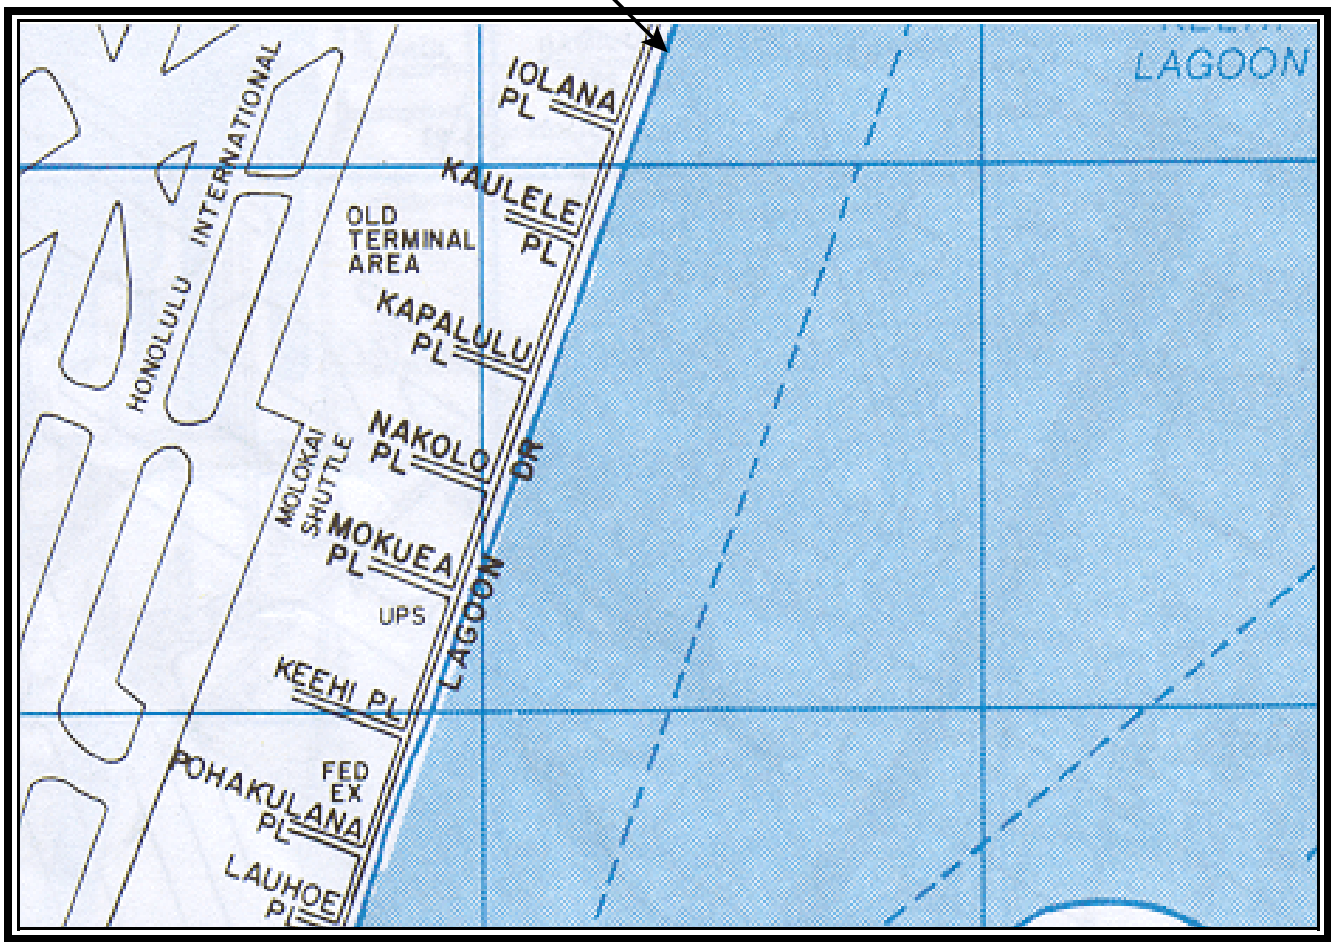 LAGOON
IOLANA
PL
KAULELE
PL
HONOLULU INTERNATIONAL
OLD
TERMINAL
AREA
KAPALULU
PL
NAKOLO
PL
LAGOON DR
MOLOKAI
SHUTTLE
MOKUEA
PL
UPS
KEEHI PL
FED
EX
POHAKULANA
PL
LAUHOE
PL